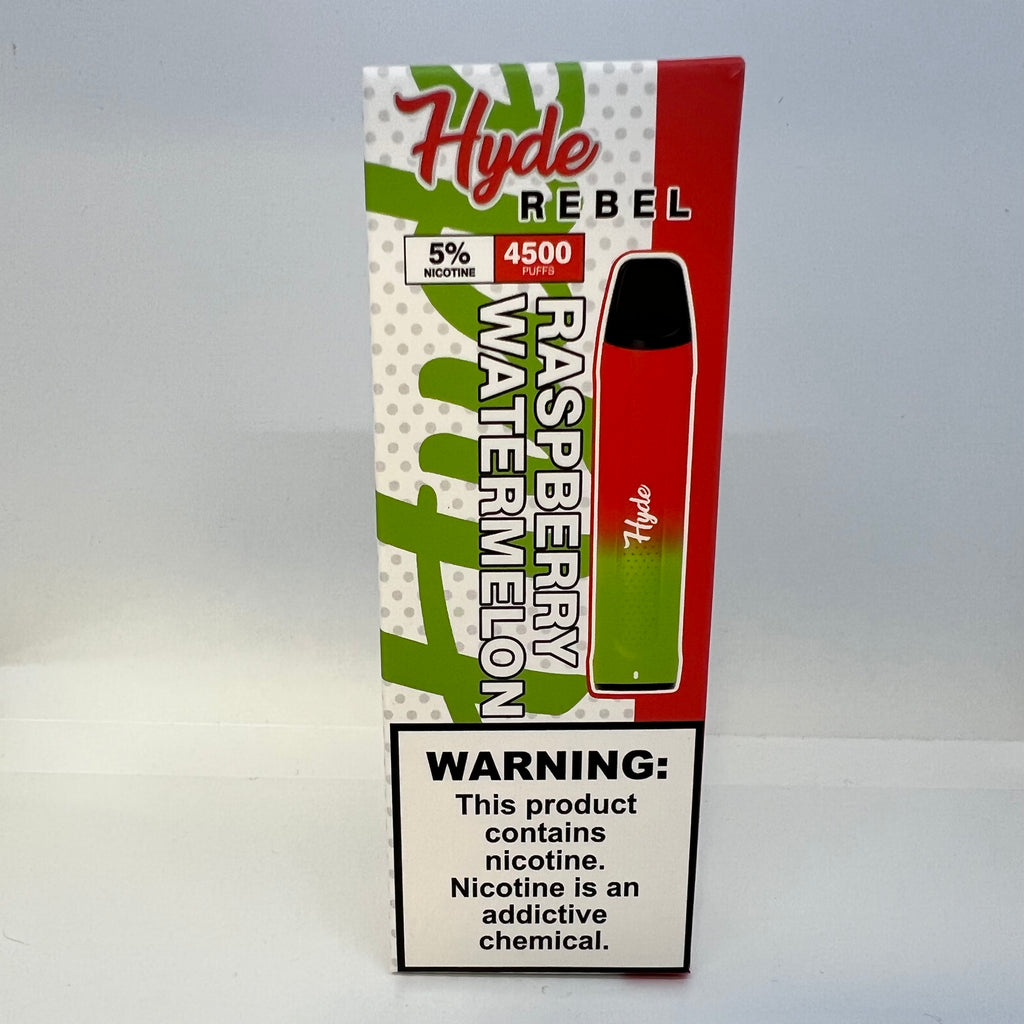 Hyde
REBEL
5%
NICOTINE
4500
PUFFS
RASPBERRY
WATERMELON
Hyde
WARNING:
This product
contains
nicotine.
Nicotine is an
addictive
chemical.